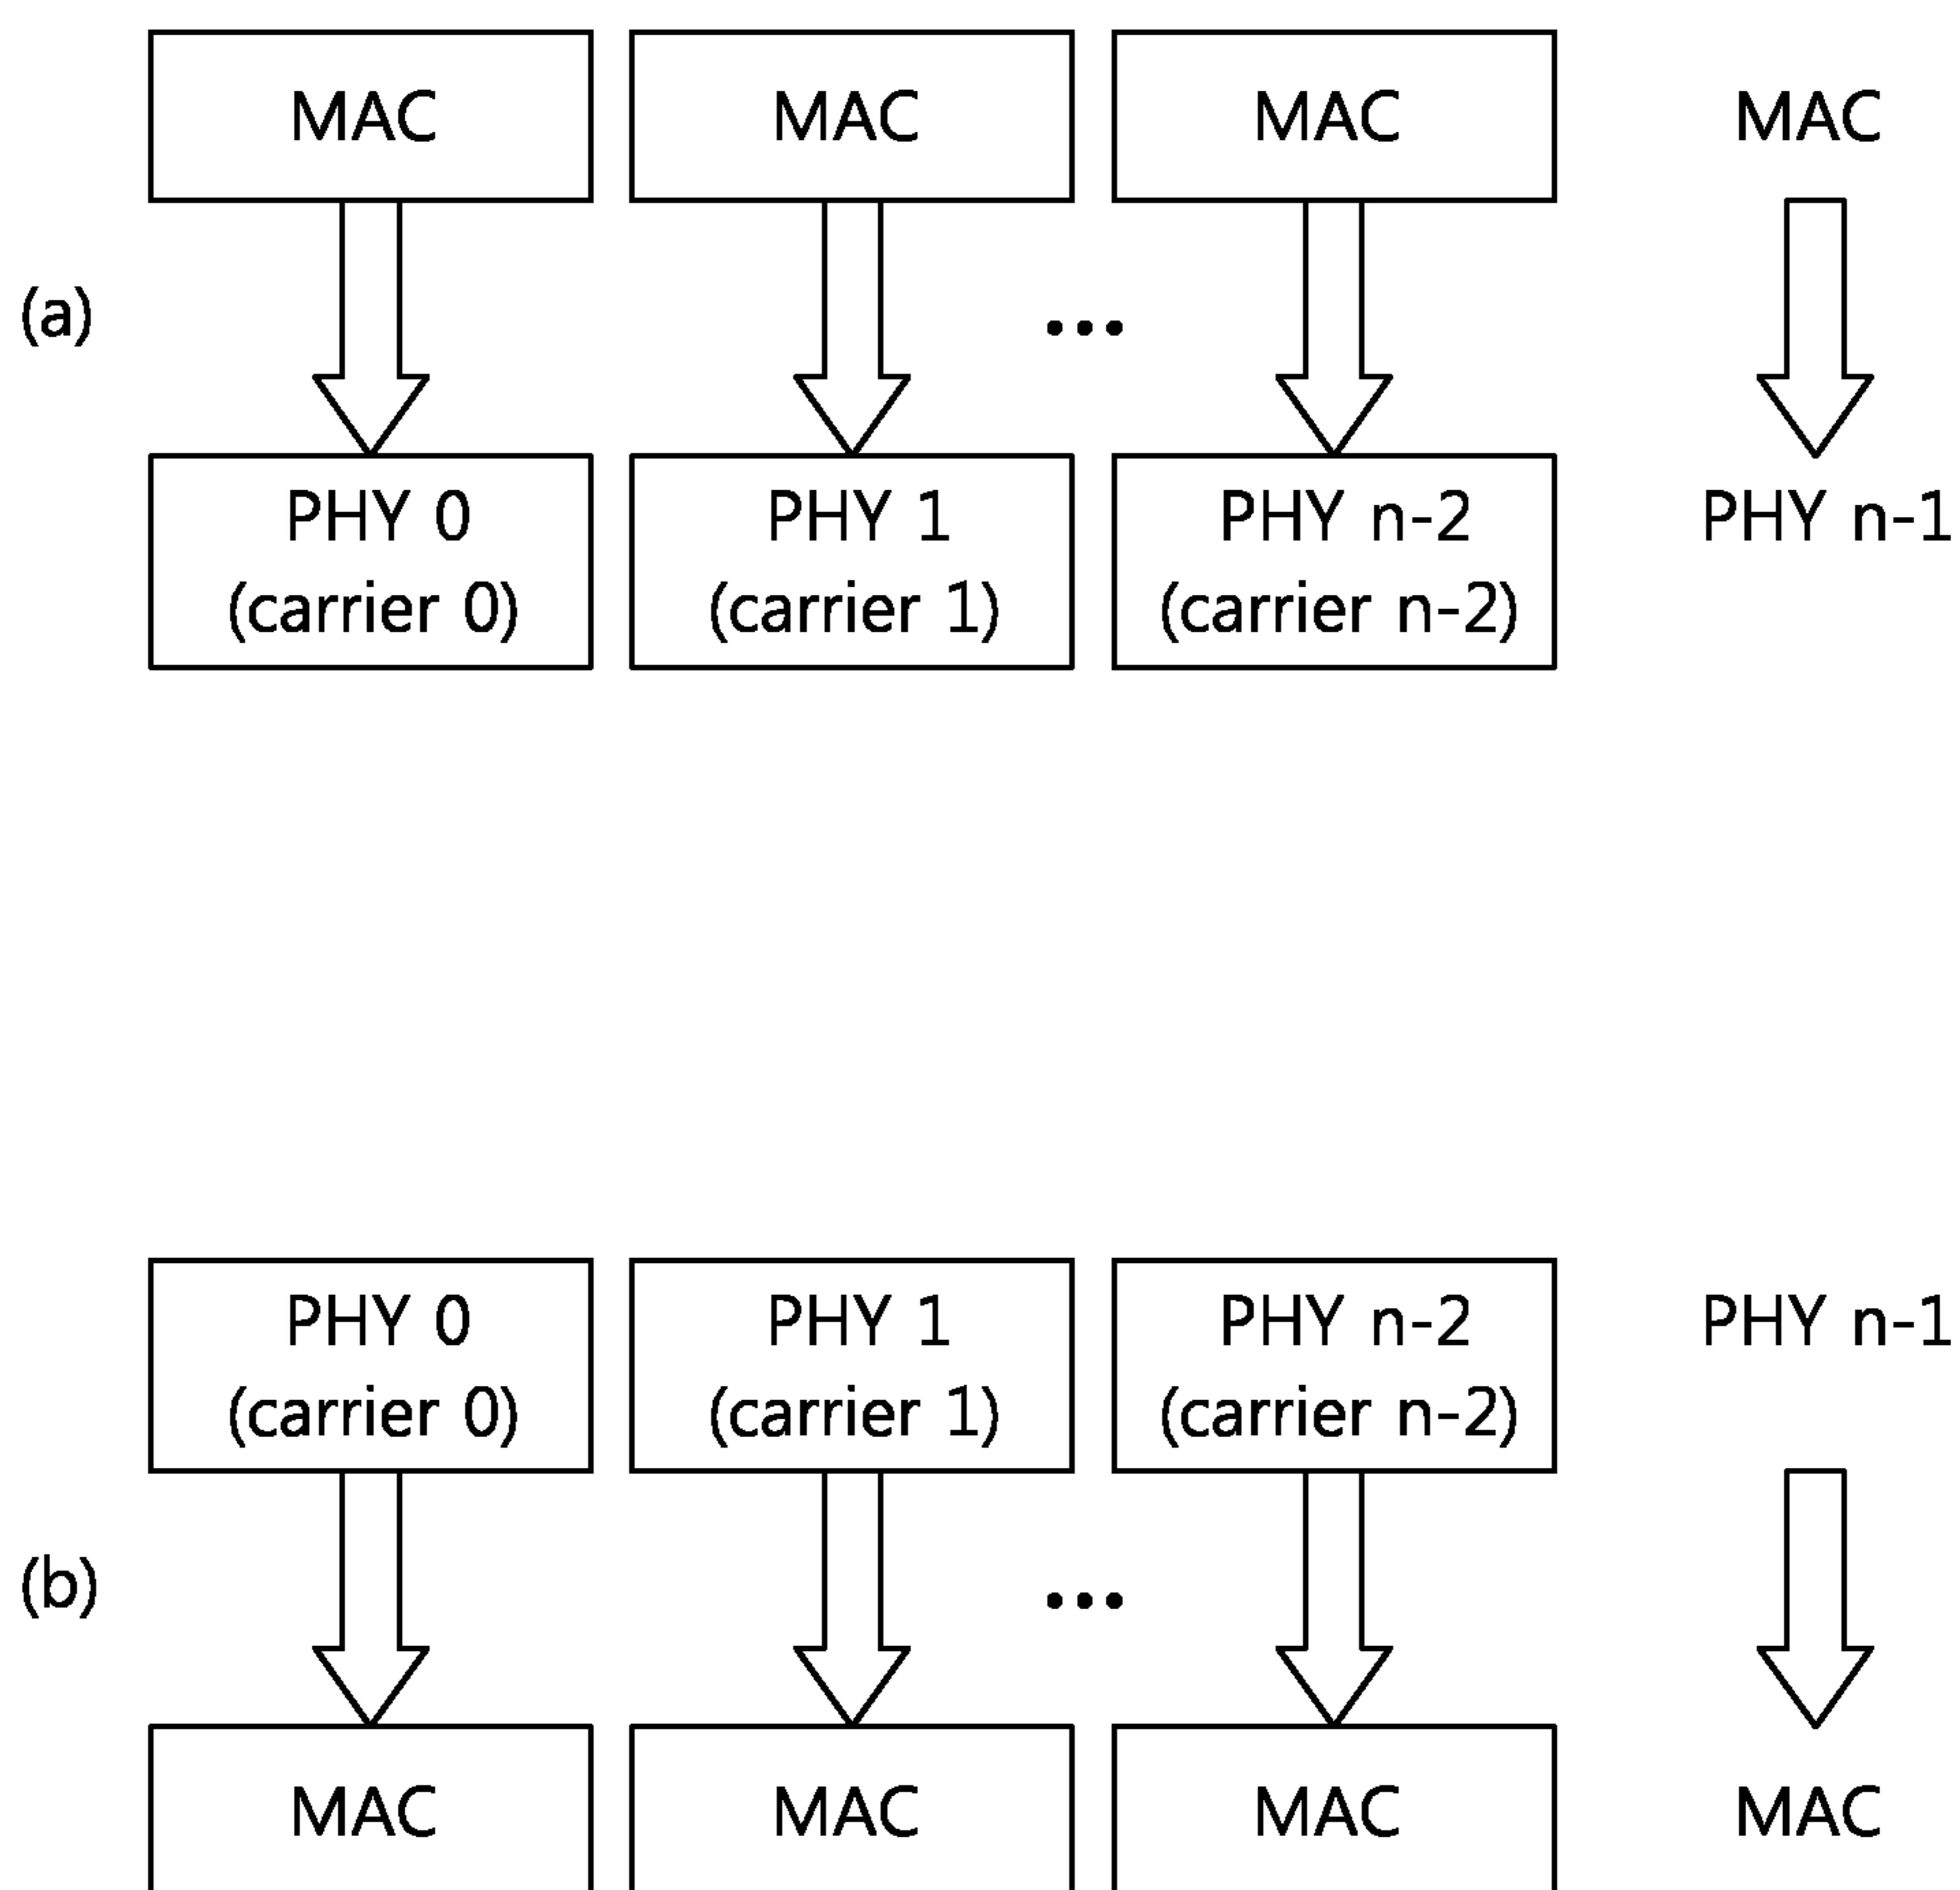 MAC MAC MAC MAC
(a)
...
PHY 0 PHY 1 PHY n-2 PHY n-1
(carrier 0) (carrier 1) (carrier n-2)
PHY 0 PHY 1 PHY n-2 PHY n-1
(carrier 0) (carrier 1) (carrier n-2)
(b)
...
MAC MAC MAC MAC